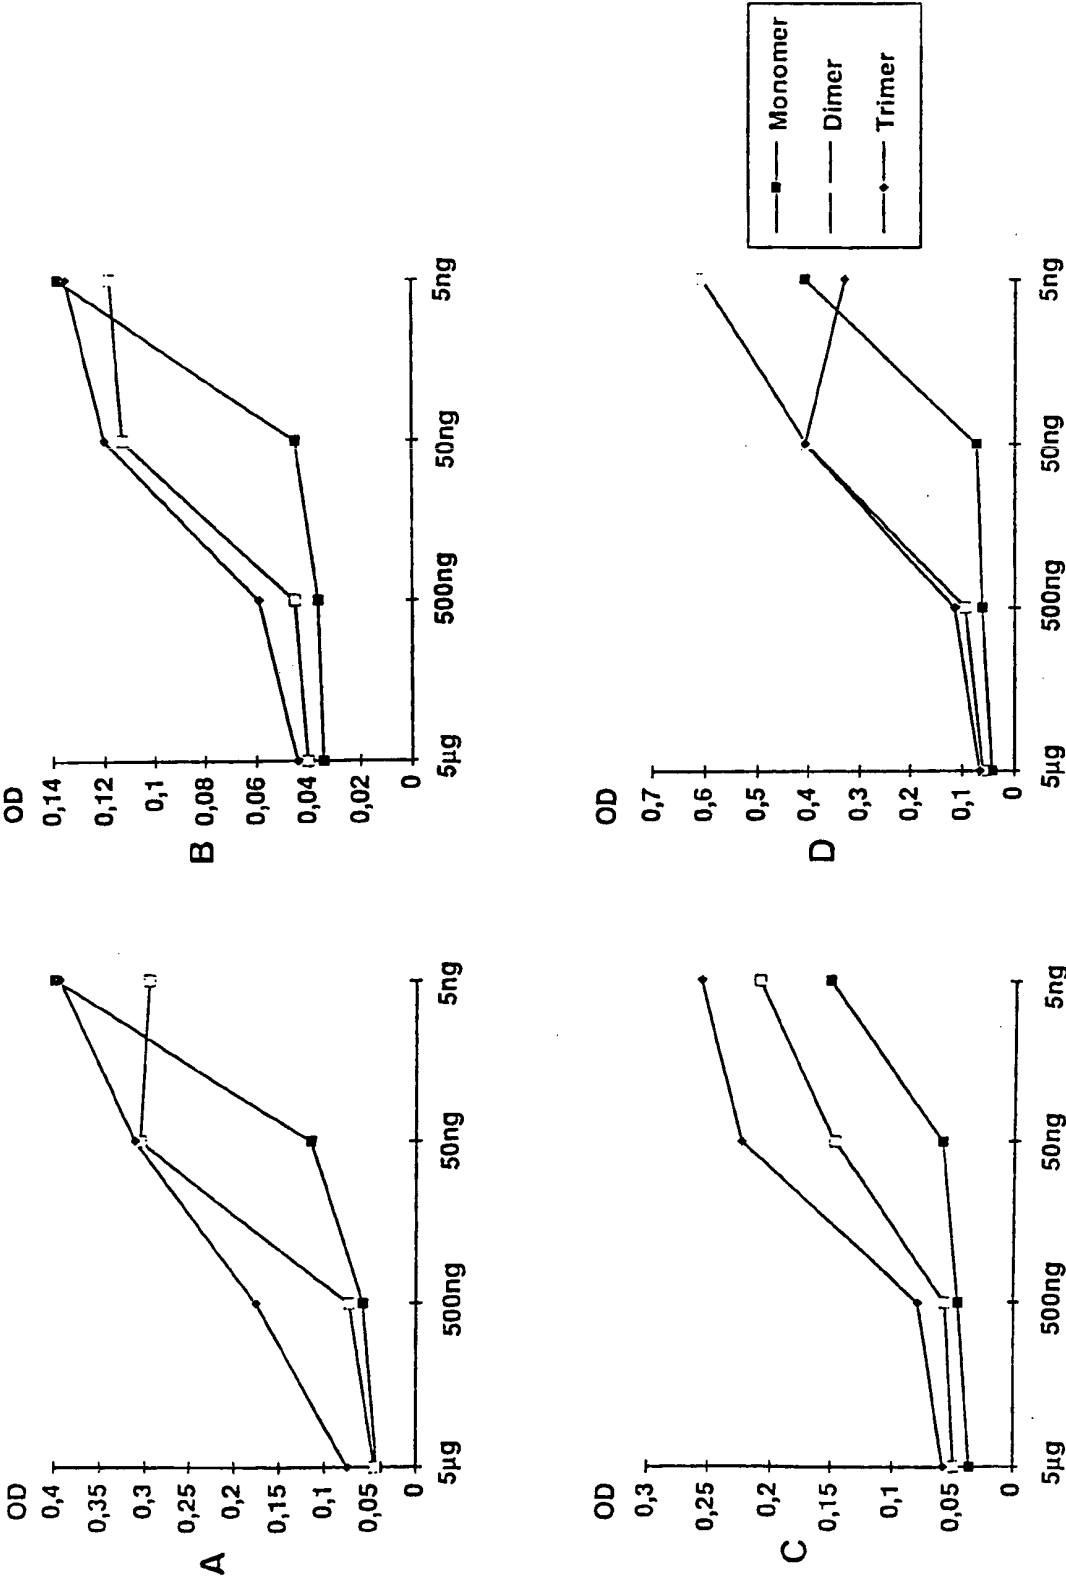 OD
A
0,4
0,35
0,3
0,25
0,2
0,15
0,1
0,05
0
5µg
500ng
50ng
5ng
OD
B
0,14
0,12
0,1
0,08
0,06
0,04
0,02
0
5µg
500ng
50ng
5ng
OD
C
0,3
0,25
0,2
0,15
0,1
0,05
0
5µg
500ng
50ng
5ng
OD
D
0,7
0,6
0,5
0,4
0,3
0,2
0,1
0
5µg
500ng
50ng
5ng
Monomer
Dimer
Trimer